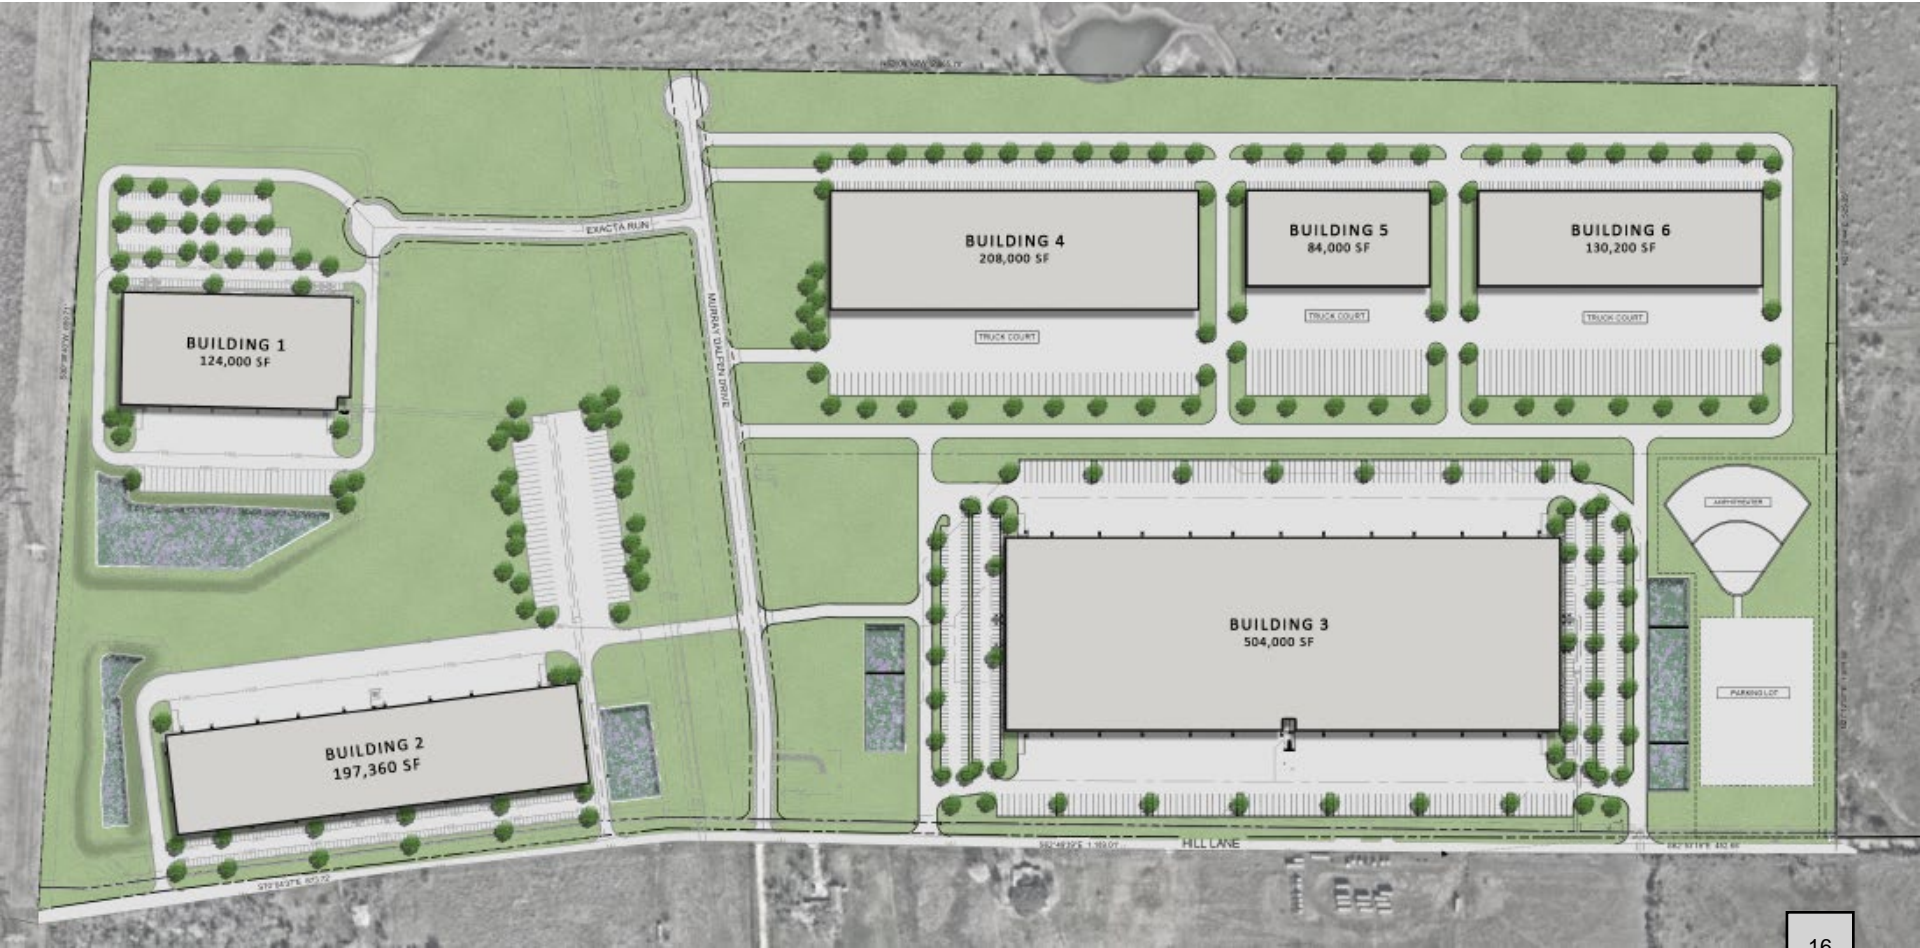 EXACTA RUN
MURRAY DALFEN DRIVE
BUILDING 4
208,000 SF
BUILDING 5
84,000 SF
BUILDING 6
130,200 SF
TRUCK COURT
TRUCK COURT
TRUCK COURT
BUILDING 1
124,000 SF
AMPHITHEATER
BUILDING 3
504,000 SF
PARKING LOT
BUILDING 2
197,360 SF
HILL LANE
16